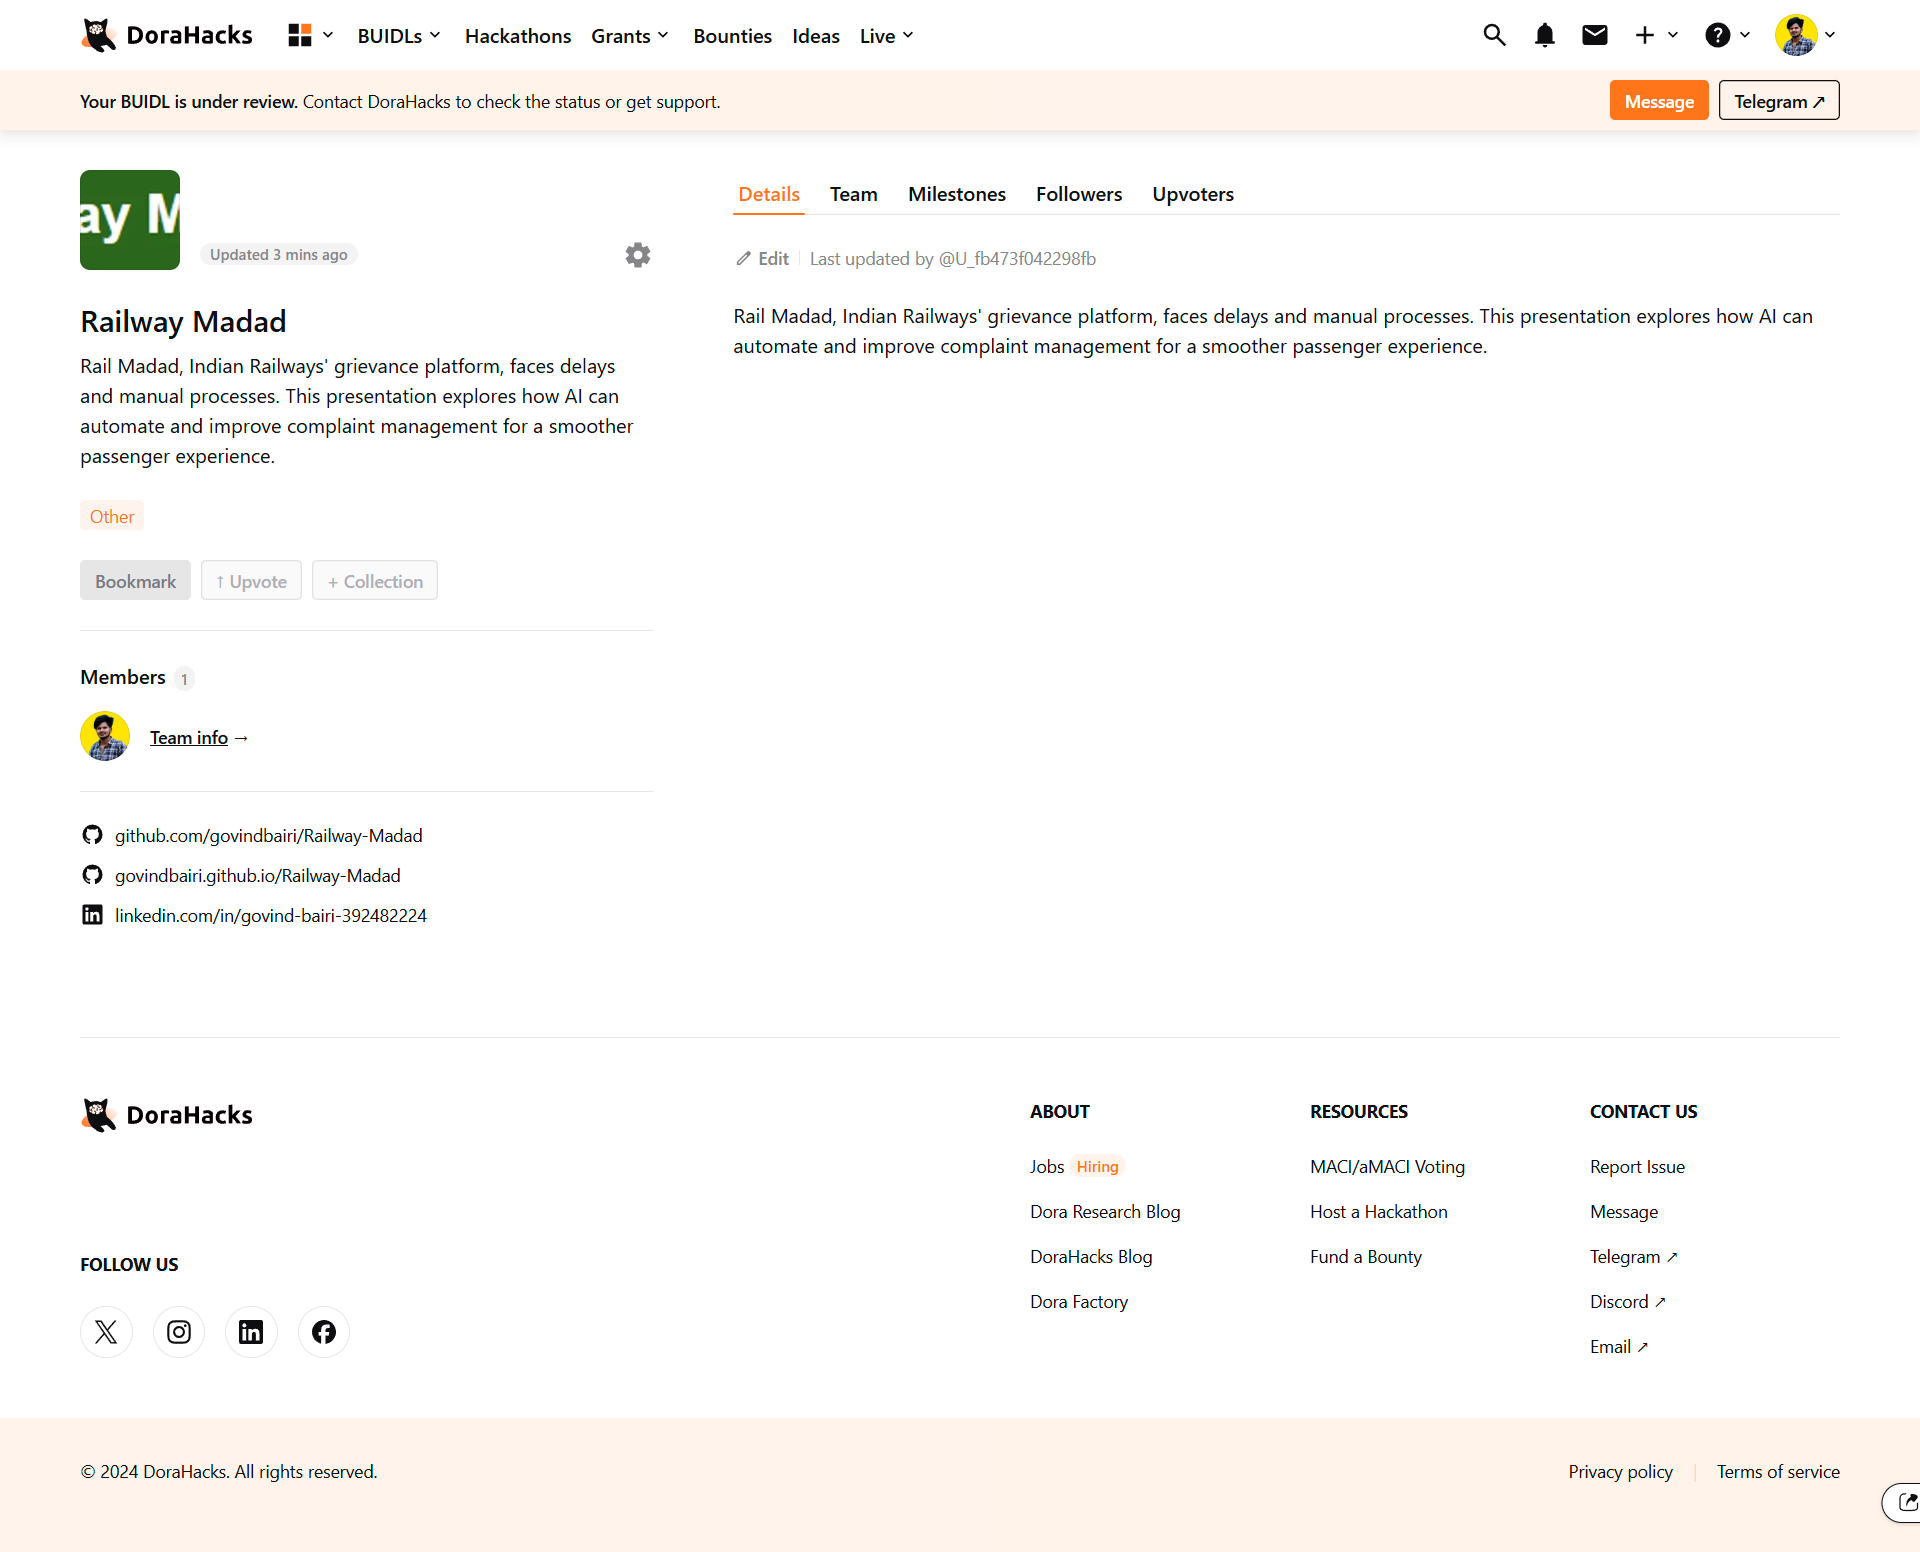 DoraHacks
BUIDLs
Hackathons
Grants
Bounties
Ideas
Live
Your BUIDL is under review. Contact DoraHacks to check the status or get support.
Message
Telegram ↗
ay M
Updated 3 mins ago
Railway Madad
Rail Madad, Indian Railways' grievance platform, faces delays
and manual processes. This presentation explores how AI can
automate and improve complaint management for a smoother
passenger experience.
Other
Bookmark
↑ Upvote
+ Collection
Members 1
Team info →
github.com/govindbairi/Railway-Madad
govindbairi.github.io/Railway-Madad
linkedin.com/in/govind-bairi-392482224
Details
Team
Milestones
Followers
Upvoters
Edit
Last updated by @U_fb473f042298fb
Rail Madad, Indian Railways' grievance platform, faces delays and manual processes. This presentation explores how AI can
automate and improve complaint management for a smoother passenger experience.
DoraHacks
FOLLOW US
ABOUT
Jobs Hiring
Dora Research Blog
DoraHacks Blog
Dora Factory
RESOURCES
MACI/aMACI Voting
Host a Hackathon
Fund a Bounty
CONTACT US
Report Issue
Message
Telegram ↗
Discord ↗
Email ↗
© 2024 DoraHacks. All rights reserved.
Privacy policy
Terms of service